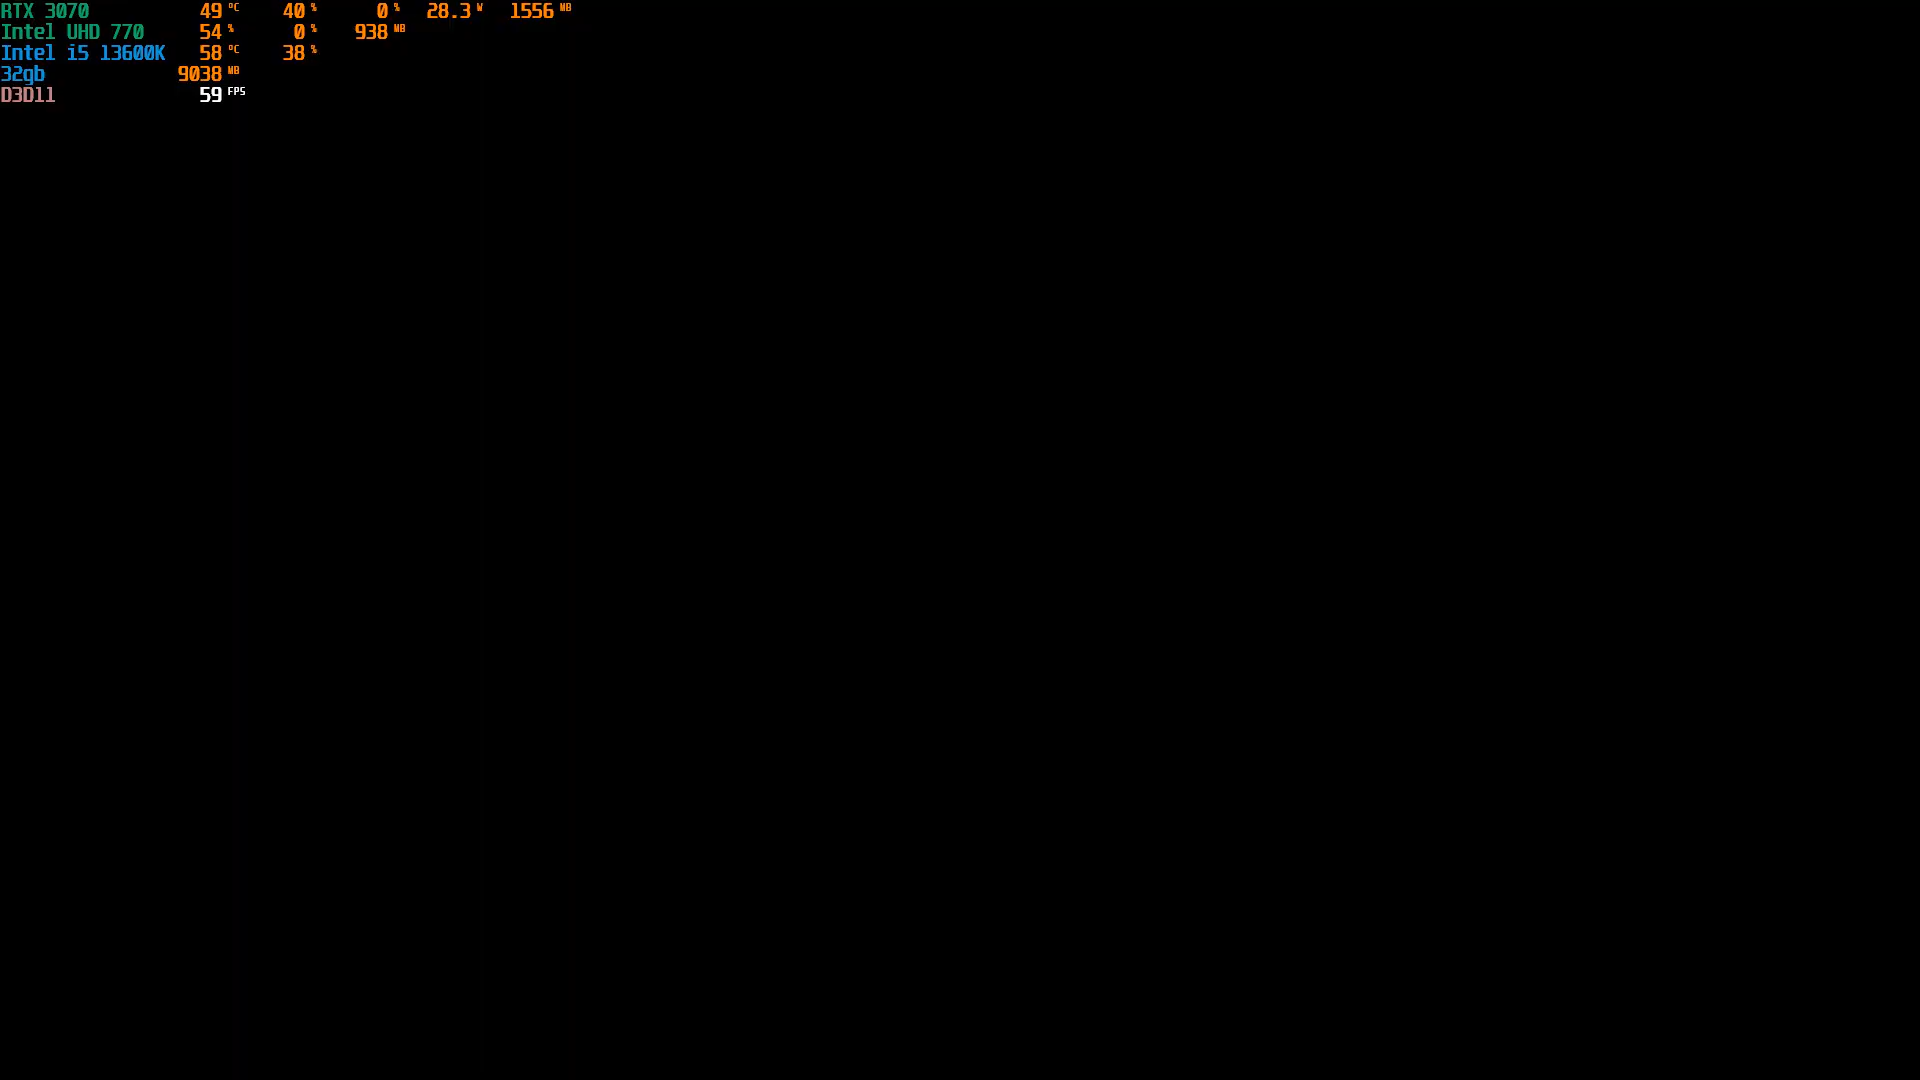 RTX 3070 49 °C 40 % 0 % 28.3 W 1556 MB
Intel UHD 770 54 % 0 % 938 MB
Intel i5 13600K 58 °C 38 %
32gb 9038 MB
D3D11 59 FPS